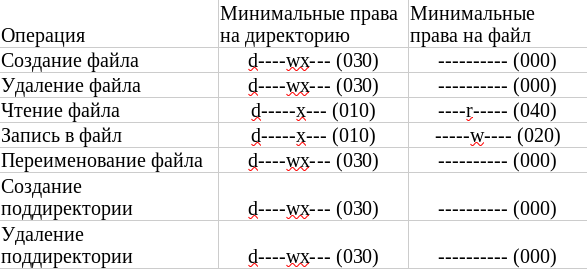 Операция Минимальные права на директорию Минимальные права на файл
Создание файла d----wx--- (030) ---------- (000)
Удаление файла d----wx--- (030) ---------- (000)
Чтение файла d-----x--- (010) ----r----- (040)
Запись в файл d-----x--- (010) -----w---- (020)
Переименование файла d----wx--- (030) ---------- (000)
Создание
поддиректории d----wx--- (030) ---------- (000)
Удаление
поддиректории d----wx--- (030) ---------- (000)